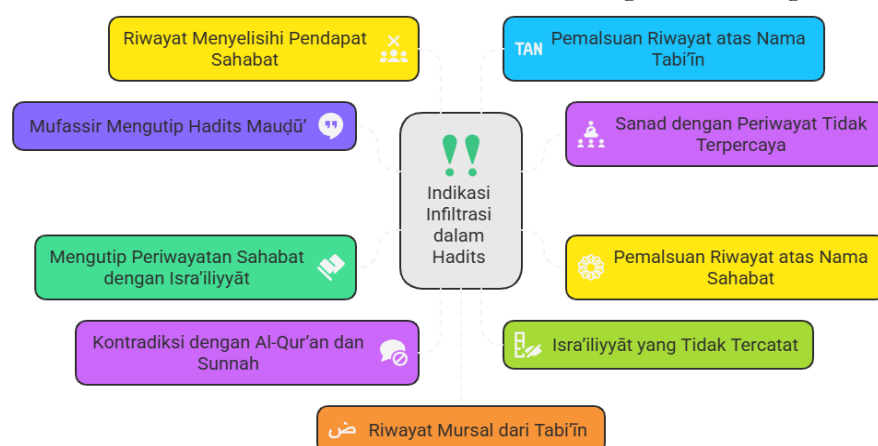 Riwayat Menyelisihi Pendapat
Sahabat
TAN
Pemalsuan Riwayat atas Nama
Tabi'īn
Mufassir Mengutip Hadits Mauḍū'
Sanad dengan Periwayat Tidak
Terpercaya
Indikasi
Infiltrasi
dalam
Hadits
Mengutip Periwayatan Sahabat
dengan Isra'iliyyāt
Pemalsuan Riwayat atas Nama
Sahabat
Kontradiksi dengan Al-Qur'an dan
Sunnah
Isra'iliyyāt yang Tidak Tercatat
ض Riwayat Mursal dari Tabi'īn